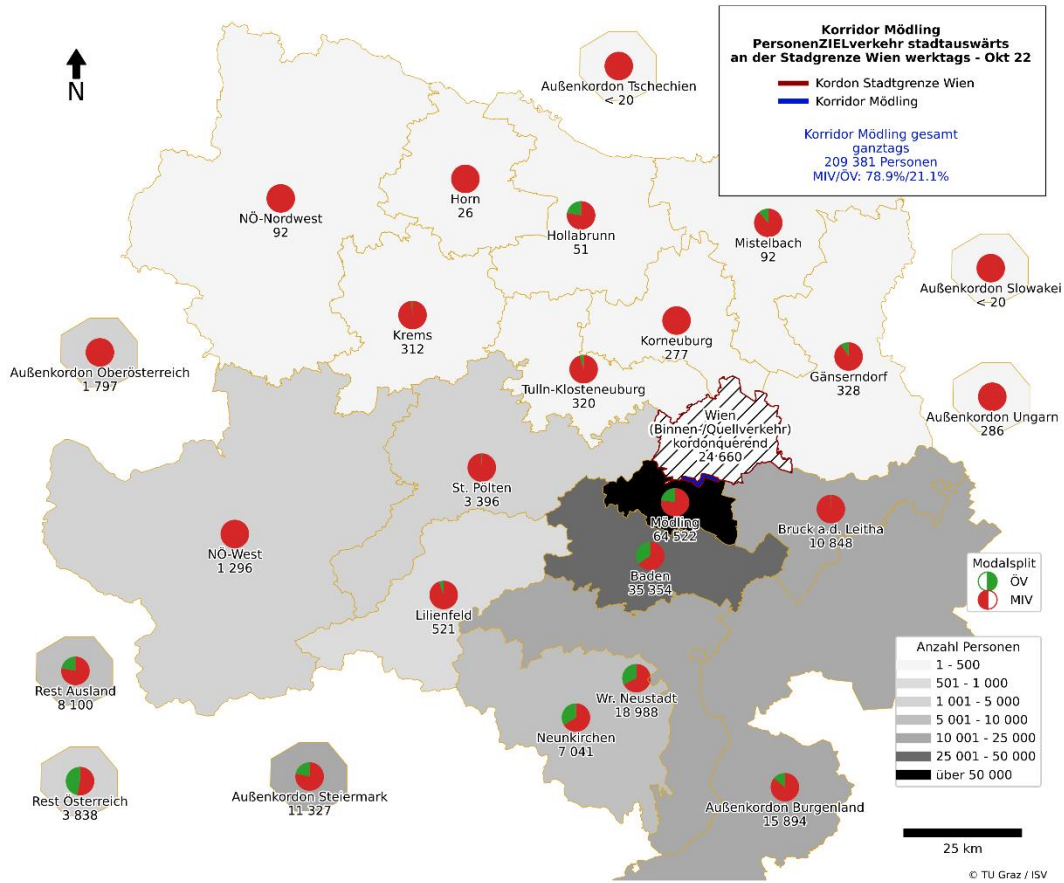 Korridor Mödling
PersonenZIELverkehr stadtauswärts
an der Stadgrenze Wien werktags - Okt 22
Kordon Stadtgrenze Wien
Korridor Mödling
Korridor Mödling gesamt
ganztags
209 381 Personen
MIV/ÖV: 78.9%/21.1%
N
Außenkordon Tschechien
< 20
Horn
26
NÖ-Nordwest
92
Hollabrunn
51
Mistelbach
92
Außenkordon Slowakei
< 20
Krems
312
Korneuburg
277
Außenkordon Oberösterreich
1 797
Tulln-Klosteneuburg
320
Gänserndorf
328
Außenkordon Ungarn
286
Wien
(Binnen-/Quellverkehr)
kordonquerend
24 660
St. Pölten
3 396
Mödling
64 522
Bruck a.d. Leitha
10 848
NÖ-West
1 296
Baden
35 354
Modalsplit
ÖV
MIV
Lilienfeld
521
Anzahl Personen
1 - 500
501 - 1 000
1 001 - 5 000
5 001 - 10 000
10 001 - 25 000
25 001 - 50 000
über 50 000
Rest Ausland
8 100
Wr. Neustadt
18 988
Neunkirchen
7 041
Rest Österreich
3 838
Außenkordon Steiermark
11 327
Außenkordon Burgenland
15 894
25 km
© TU Graz / ISV